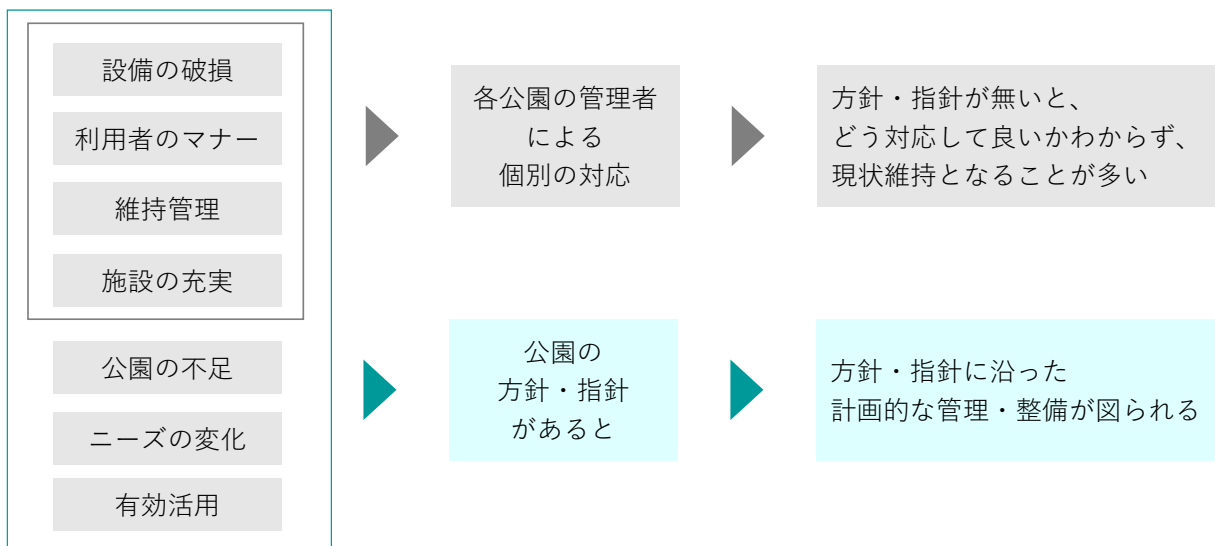 設備の破損
利用者のマナー
維持管理
施設の充実
公園の不足
ニーズの変化
有効活用
各公園の管理者
による
個別の対応
方針・指針が無いと、
どう対応して良いかわからず、
現状維持となることが多い
公園の
方針・指針
があると
方針・指針に沿った
計画的な管理・整備が図られる